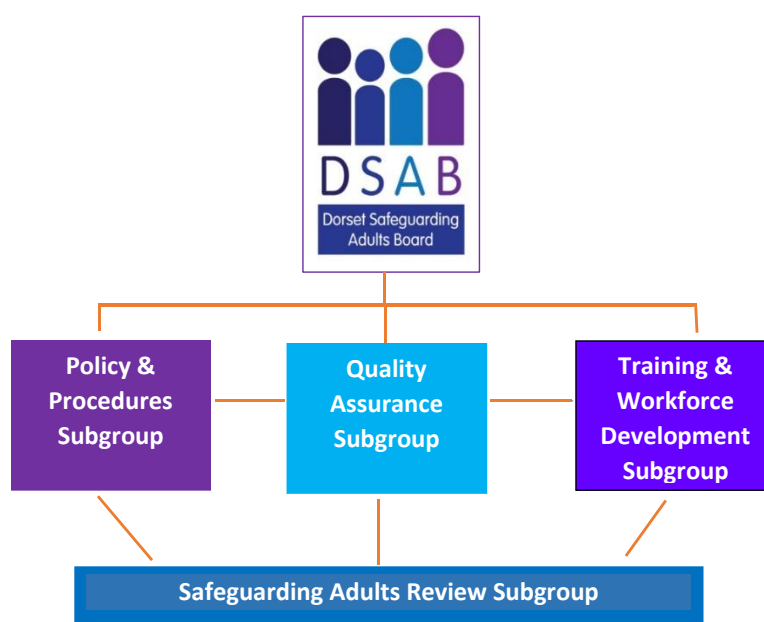 DSAB
Dorset Safeguarding
Adults Board
Policy &
Procedures
Subgroup
Quality
Assurance
Subgroup
Training &
Workforce
Development
Subgroup
Safeguarding Adults Review Subgroup